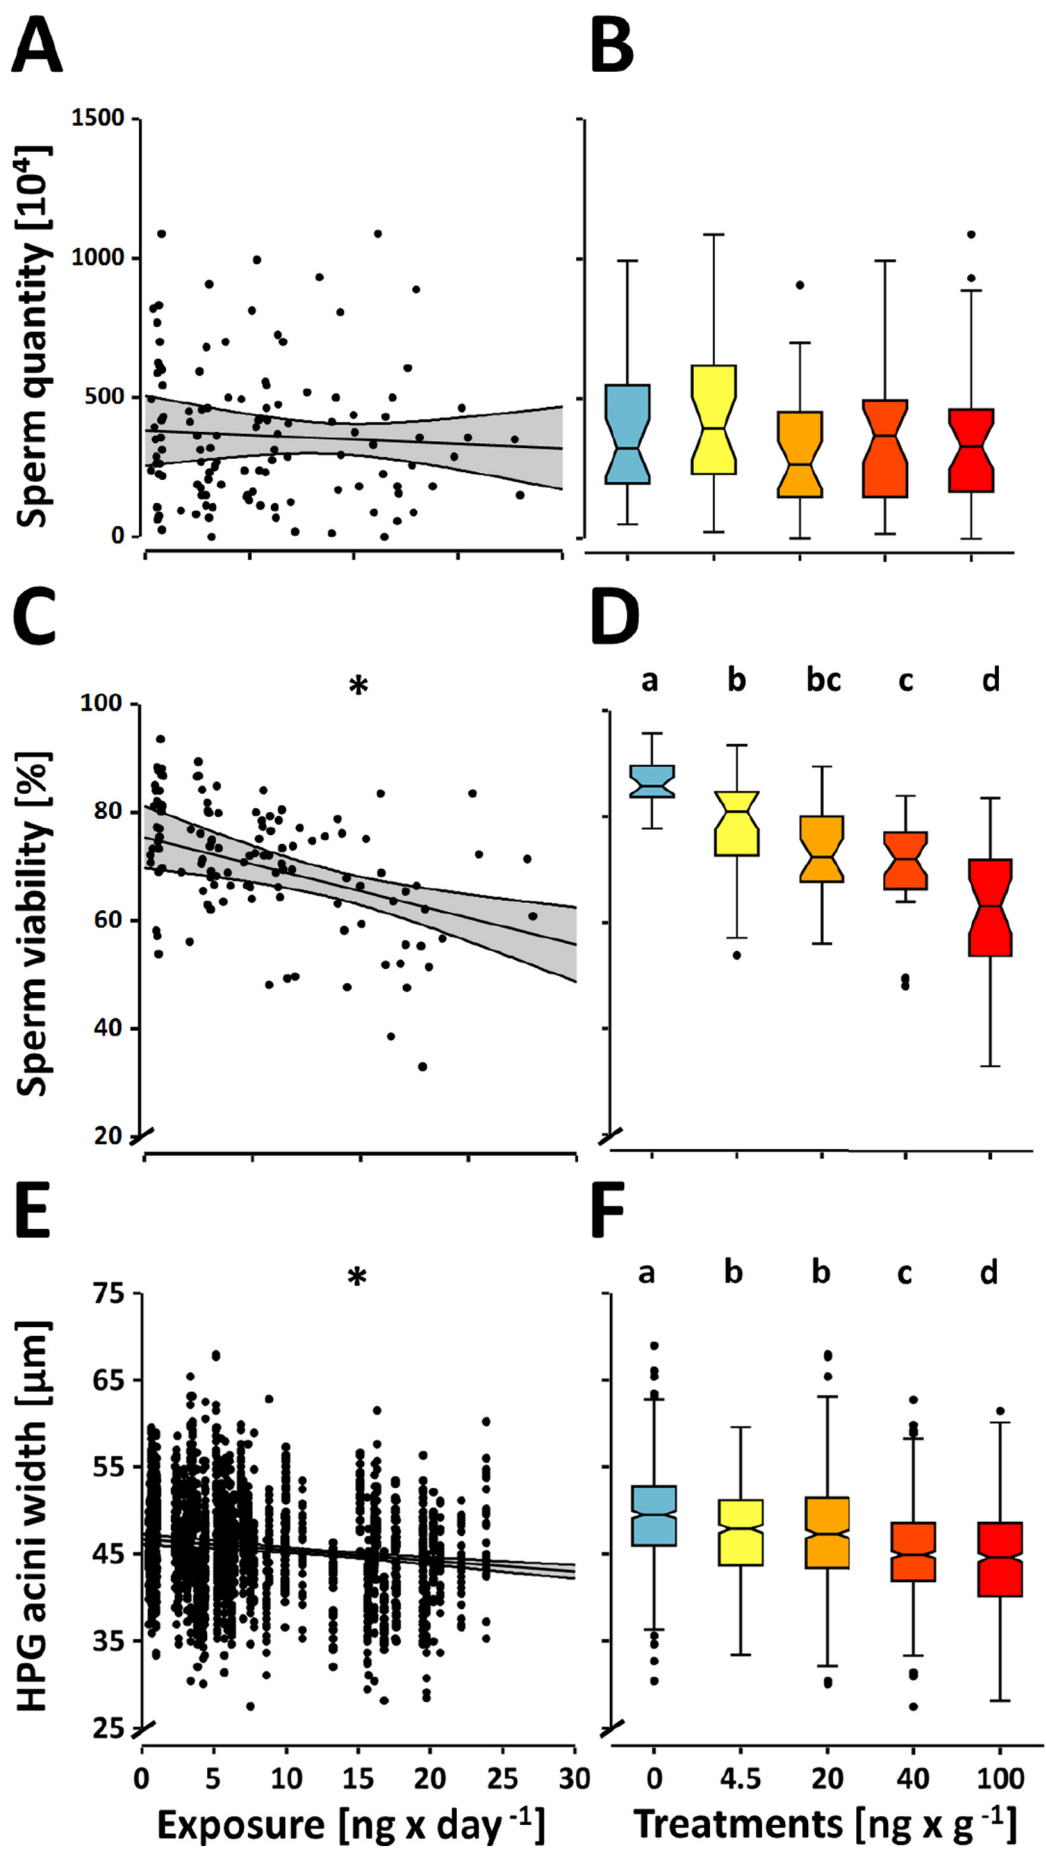 A
B
Sperm quantity [10⁴]
1500
1000
500
0
C
D
*
a b bc c d
Sperm viability [%]
100
80
60
40
20
E
F
*
a b b c d
HPG acini width [µm]
75
65
55
45
35
25
0 5 10 15 20 25 30
0 4.5 20 40 100
Exposure [ng x day⁻¹]
Treatments [ng x g⁻¹]